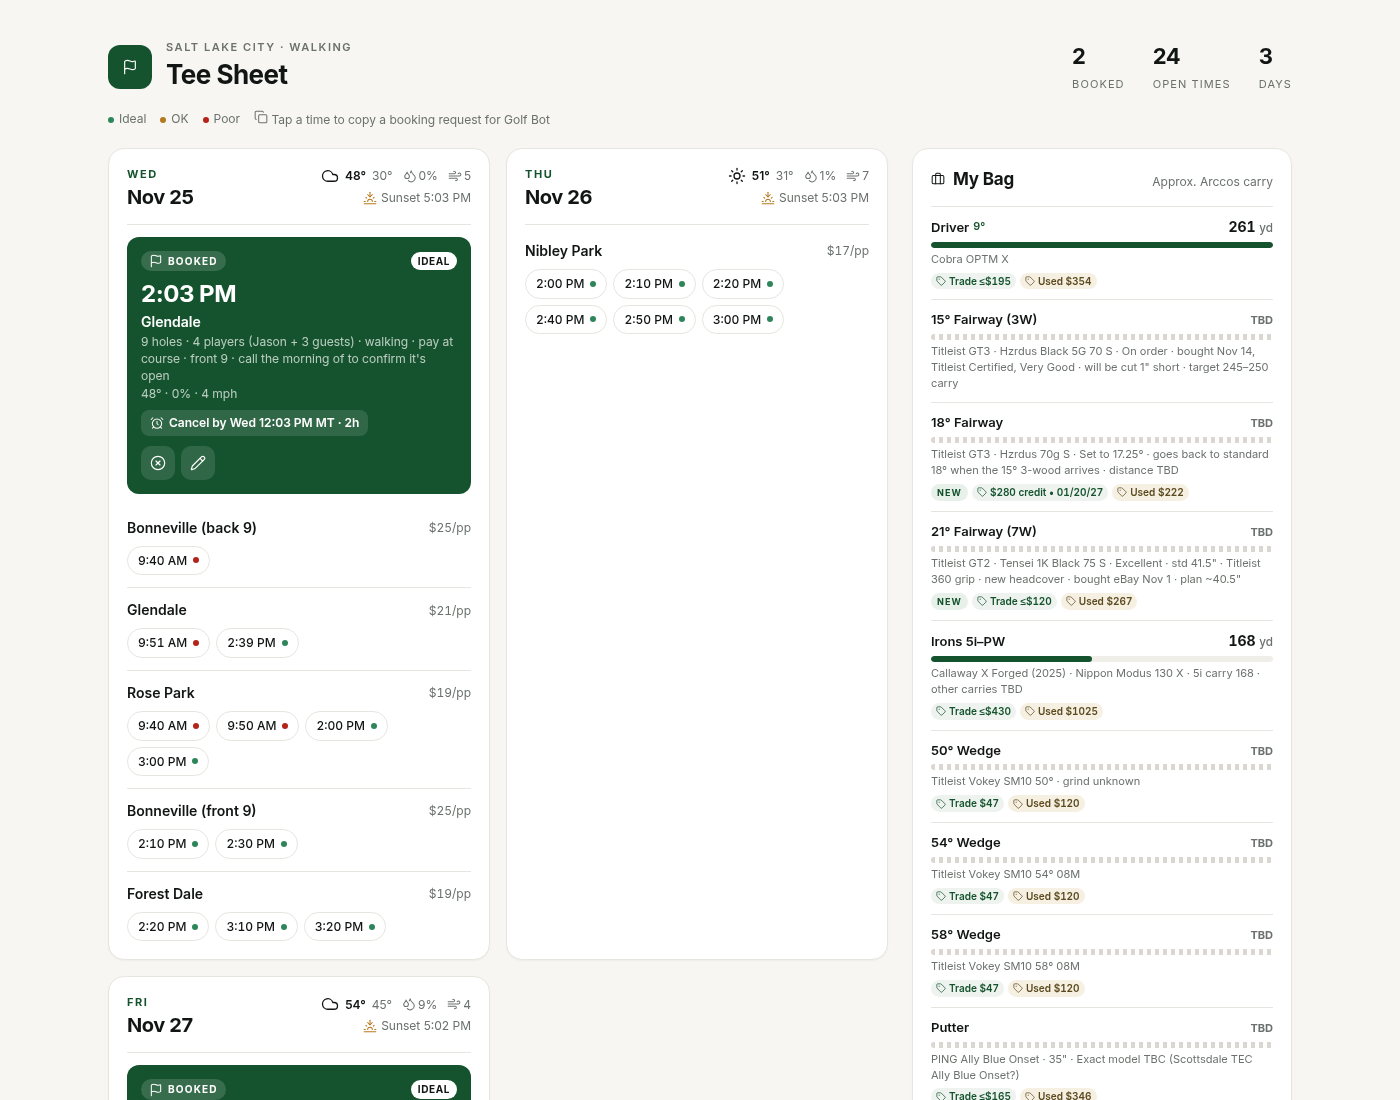 SALT LAKE CITY · WALKING
Tee Sheet
2
BOOKED
24
OPEN TIMES
3
DAYS
Ideal
OK
Poor
Tap a time to copy a booking request for Golf Bot
WED
Nov 25
48° 30° 0% 5
Sunset 5:03 PM
BOOKED
IDEAL
2:03 PM
Glendale
9 holes · 4 players (Jason + 3 guests) · walking · pay at
course · front 9 · call the morning of to confirm it's
open
48° · 0% · 4 mph
Cancel by Wed 12:03 PM MT · 2h
Bonneville (back 9) $25/pp
9:40 AM
Glendale $21/pp
9:51 AM 2:39 PM
Rose Park $19/pp
9:40 AM 9:50 AM 2:00 PM
3:00 PM
Bonneville (front 9) $25/pp
2:10 PM 2:30 PM
Forest Dale $19/pp
2:20 PM 3:10 PM 3:20 PM
THU
Nov 26
51° 31° 1% 7
Sunset 5:03 PM
Nibley Park $17/pp
2:00 PM 2:10 PM 2:20 PM
2:40 PM 2:50 PM 3:00 PM
FRI
Nov 27
54° 45° 9% 4
Sunset 5:02 PM
BOOKED
IDEAL
My Bag
Approx. Arccos carry
Driver 9° 261 yd
Cobra OPTM X
Trade ≤$195 Used $354
15° Fairway (3W) TBD
Titleist GT3 · Hzrdus Black 5G 70 S · On order · bought Nov 14,
Titleist Certified, Very Good · will be cut 1" short · target 245–250
carry
18° Fairway TBD
Titleist GT3 · Hzrdus 70g S · Set to 17.25° · goes back to standard
18° when the 15° 3-wood arrives · distance TBD
NEW $280 credit • 01/20/27 Used $222
21° Fairway (7W) TBD
Titleist GT2 · Tensei 1K Black 75 S · Excellent · std 41.5" · Titleist
360 grip · new headcover · bought eBay Nov 1 · plan ~40.5"
NEW Trade ≤$120 Used $267
Irons 5i–PW 168 yd
Callaway X Forged (2025) · Nippon Modus 130 X · 5i carry 168 ·
other carries TBD
Trade ≤$430 Used $1025
50° Wedge TBD
Titleist Vokey SM10 50° · grind unknown
Trade $47 Used $120
54° Wedge TBD
Titleist Vokey SM10 54° 08M
Trade $47 Used $120
58° Wedge TBD
Titleist Vokey SM10 58° 08M
Trade $47 Used $120
Putter TBD
PING Ally Blue Onset · 35" · Exact model TBC (Scottsdale TEC
Ally Blue Onset?)
Trade ≤$165 Used $346